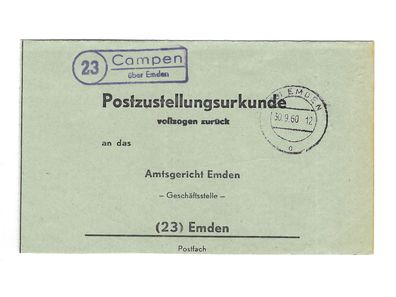 23 Campen
über Emden
Postzustellungsurkunde
vollzogen zurück
EMDEN
30.9.60 12
o
an das
Amtsgericht Emden
– Geschäftsstelle –
(23) Emden
Postfach